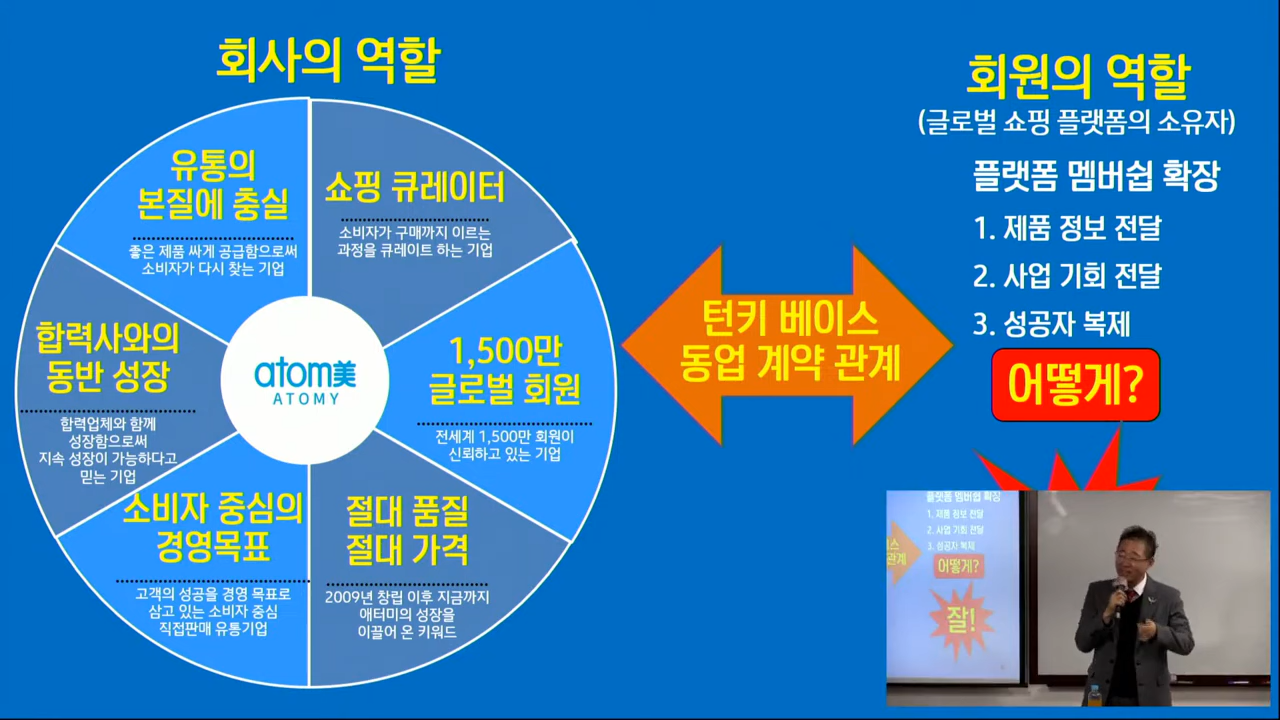 회사의 역할
유통의
본질에 충실
좋은 제품 싸게 공급함으로써
소비자가 다시 찾는 기업
쇼핑 큐레이터
소비자가 구매까지 이르는
과정을 큐레이트 하는 기업
합력사와의
동반 성장
합력업체와 함께
성장함으로써
지속 성장이 가능하다고
믿는 기업
atom美
ATOMY
1,500만
글로벌 회원
전세계 1,500만 회원이
신뢰하고 있는 기업
소비자 중심의
경영목표
고객의 성공을 경영 목표로
삼고 있는 소비자 중심
직접판매 유통기업
절대 품질
절대 가격
2009년 창립 이후 지금까지
애터미의 성장을
이끌어 온 키워드
턴키 베이스
동업 계약 관계
회원의 역할
(글로벌 쇼핑 플랫폼의 소유자)
플랫폼 멤버쉽 확장
1. 제품 정보 전달
2. 사업 기회 전달
3. 성공자 복제
어떻게?
플랫폼 멤버쉽 확장
1. 제품 정보 전달
2. 사업 기회 전달
3. 성공자 복제
스
관계
어떻게?
잘!